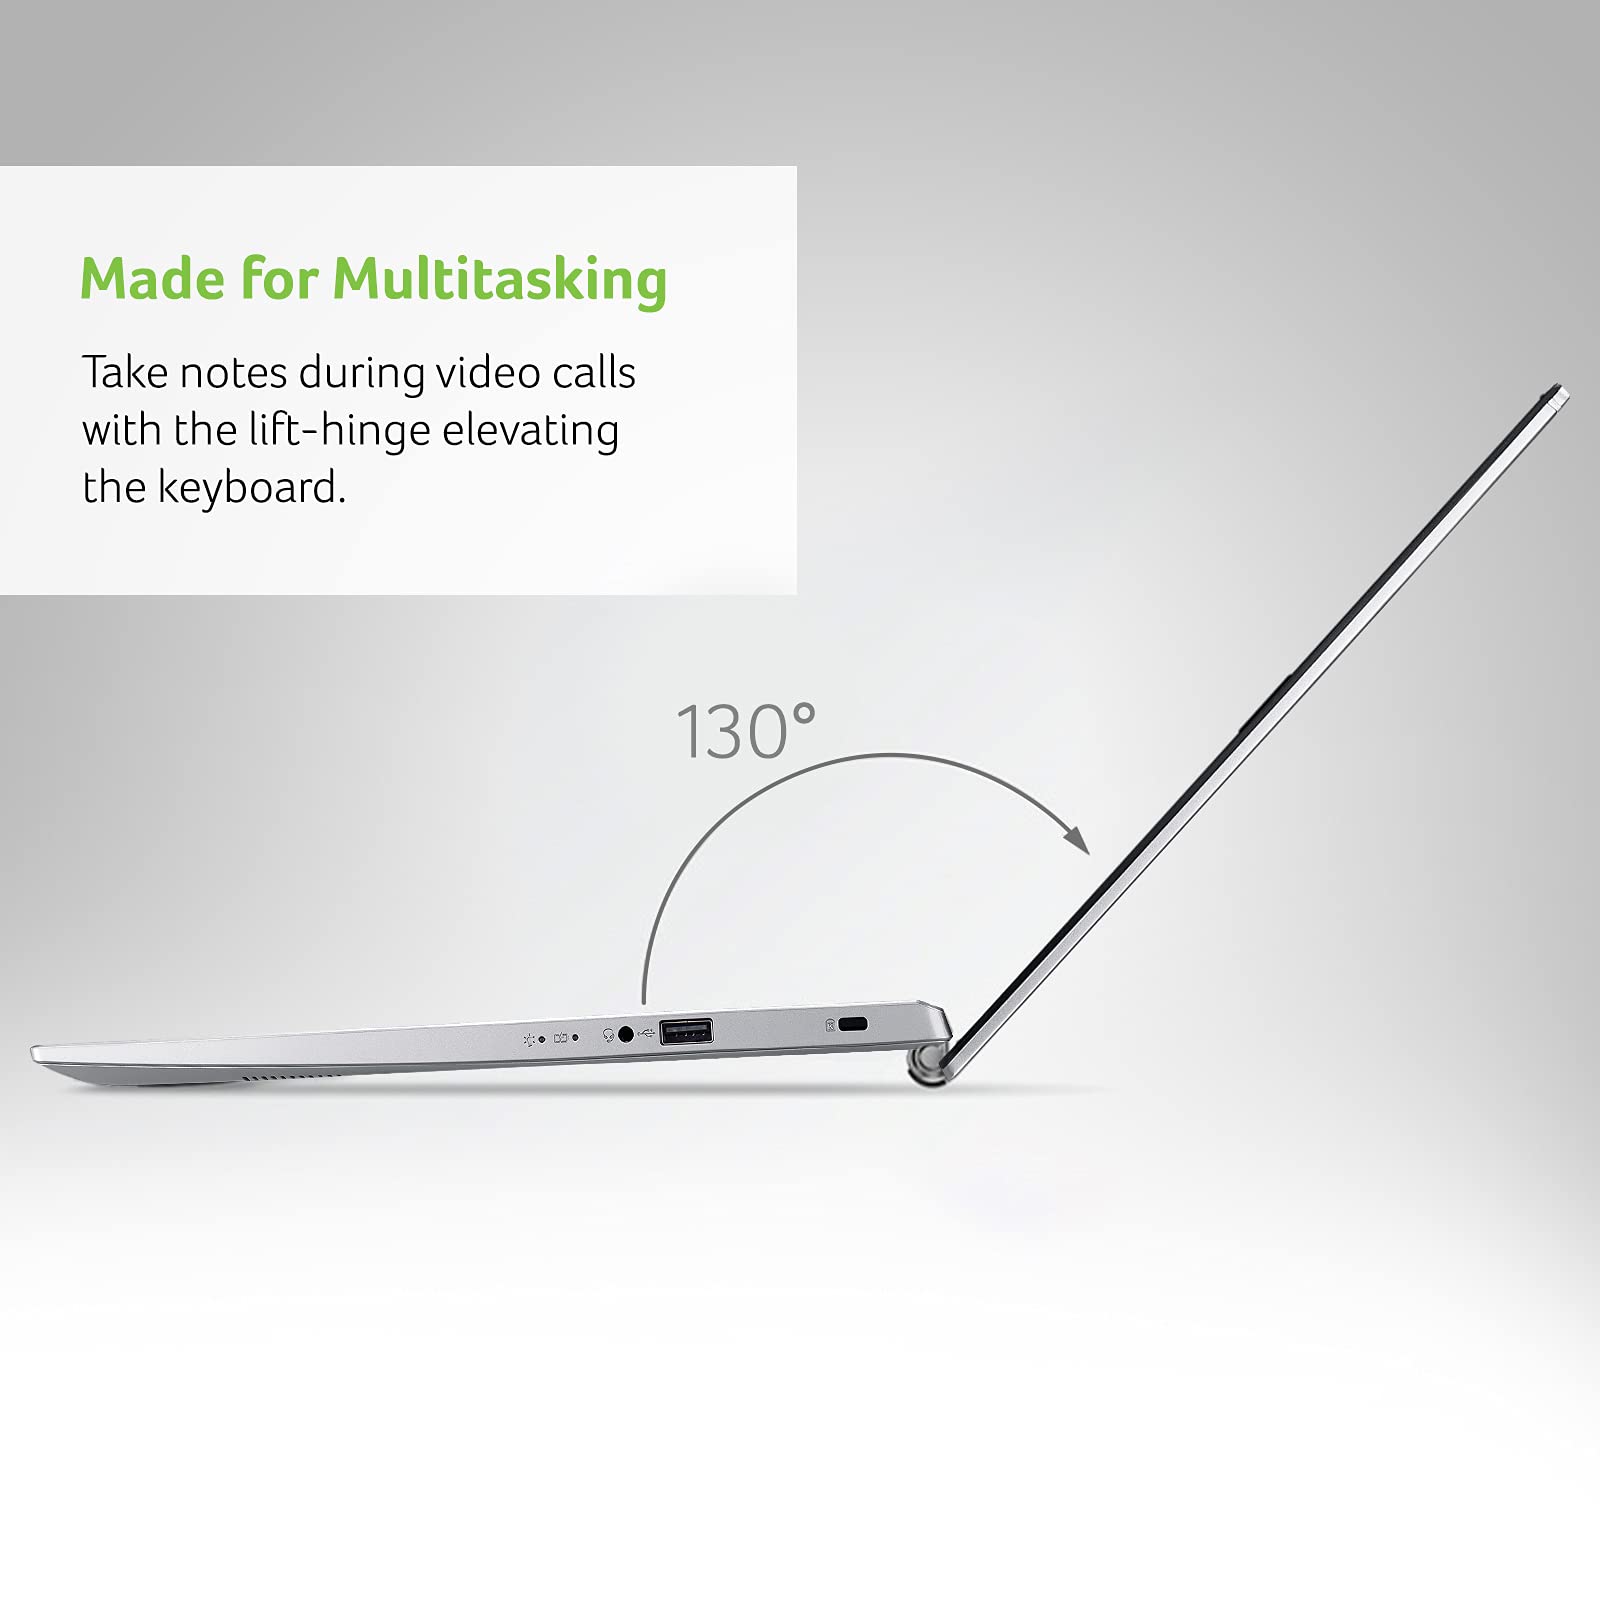 Made for Multitasking
Take notes during video calls
with the lift-hinge elevating
the keyboard.
130°